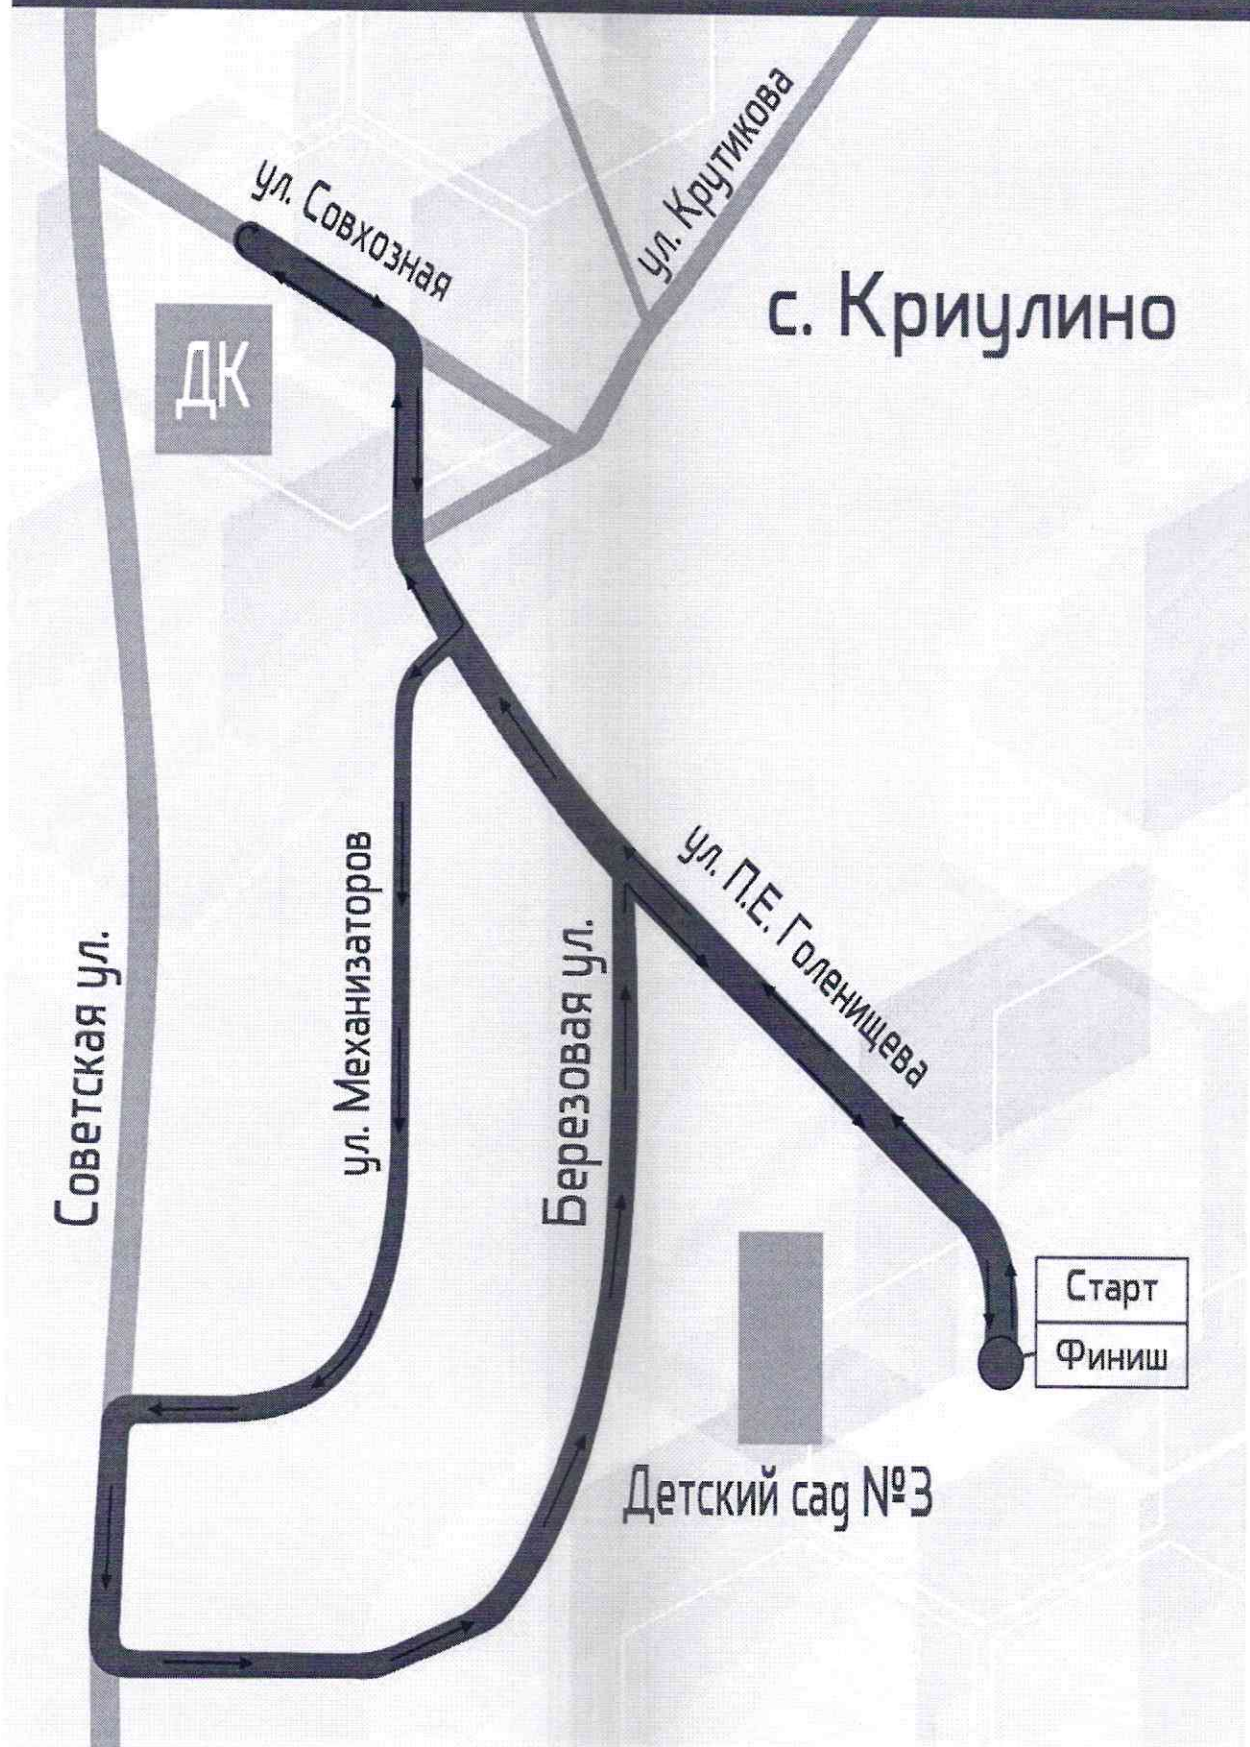 ул. Совхозная
ул. Крутикова
с. Криулино
ДК
ул. П.Е. Голенищева
ул. Механизаторов
Березовая ул.
Советская ул.
Старт
Финиш
Детский сад №3